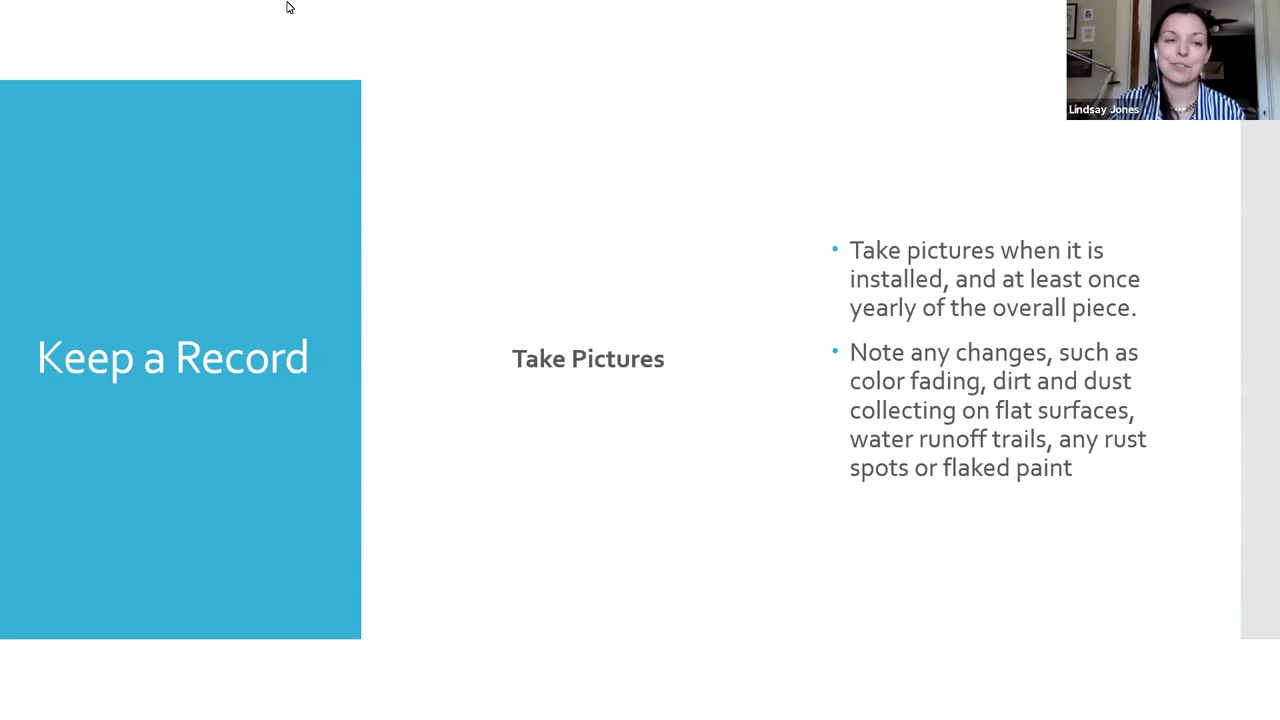 Lindsay Jones
Keep a Record
Take Pictures
• Take pictures when it is
installed, and at least once
yearly of the overall piece.
• Note any changes, such as
color fading, dirt and dust
collecting on flat surfaces,
water runoff trails, any rust
spots or flaked paint